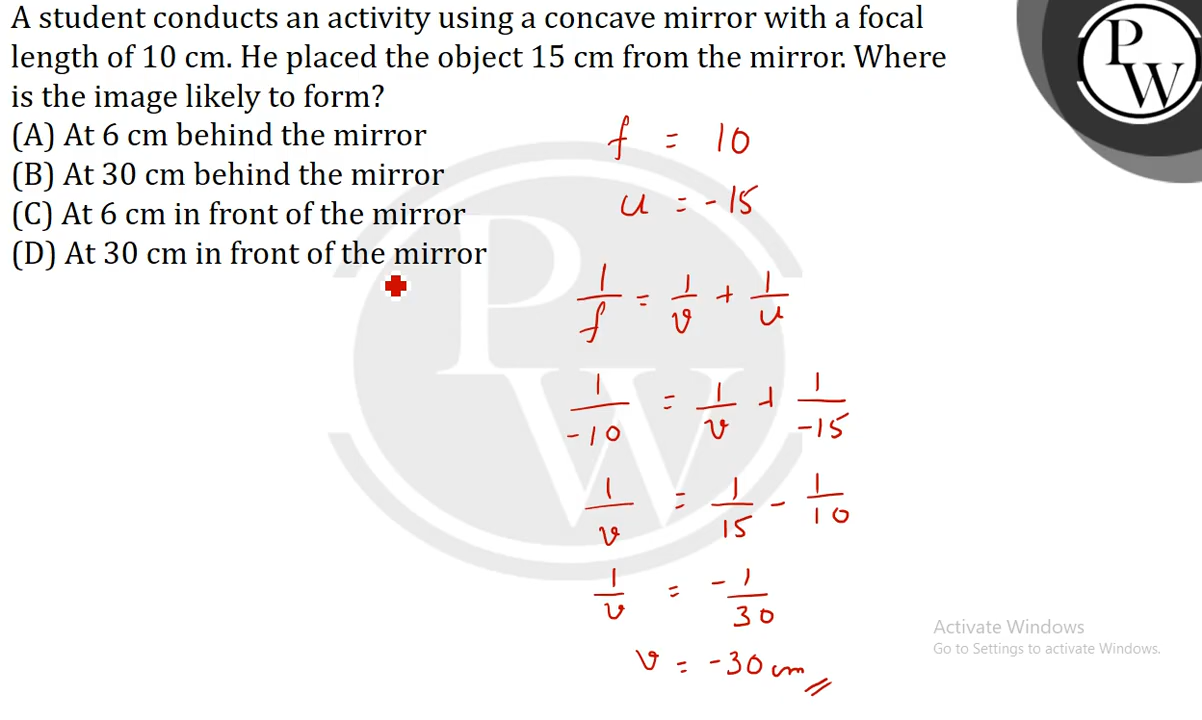 A student conducts an activity using a concave mirror with a focal
length of 10 cm. He placed the object 15 cm from the mirror. Where
is the image likely to form?
(A) At 6 cm behind the mirror
(B) At 30 cm behind the mirror
(C) At 6 cm in front of the mirror
(D) At 30 cm in front of the mirror
PW
f = 10
u = -15
1/f = 1/v + 1/u
1/-10 = 1/v + 1/-15
1/v = 1/15 - 1/10
1/v = -1/30
v = -30 cm
PW
Activate Windows
Go to Settings to activate Windows.